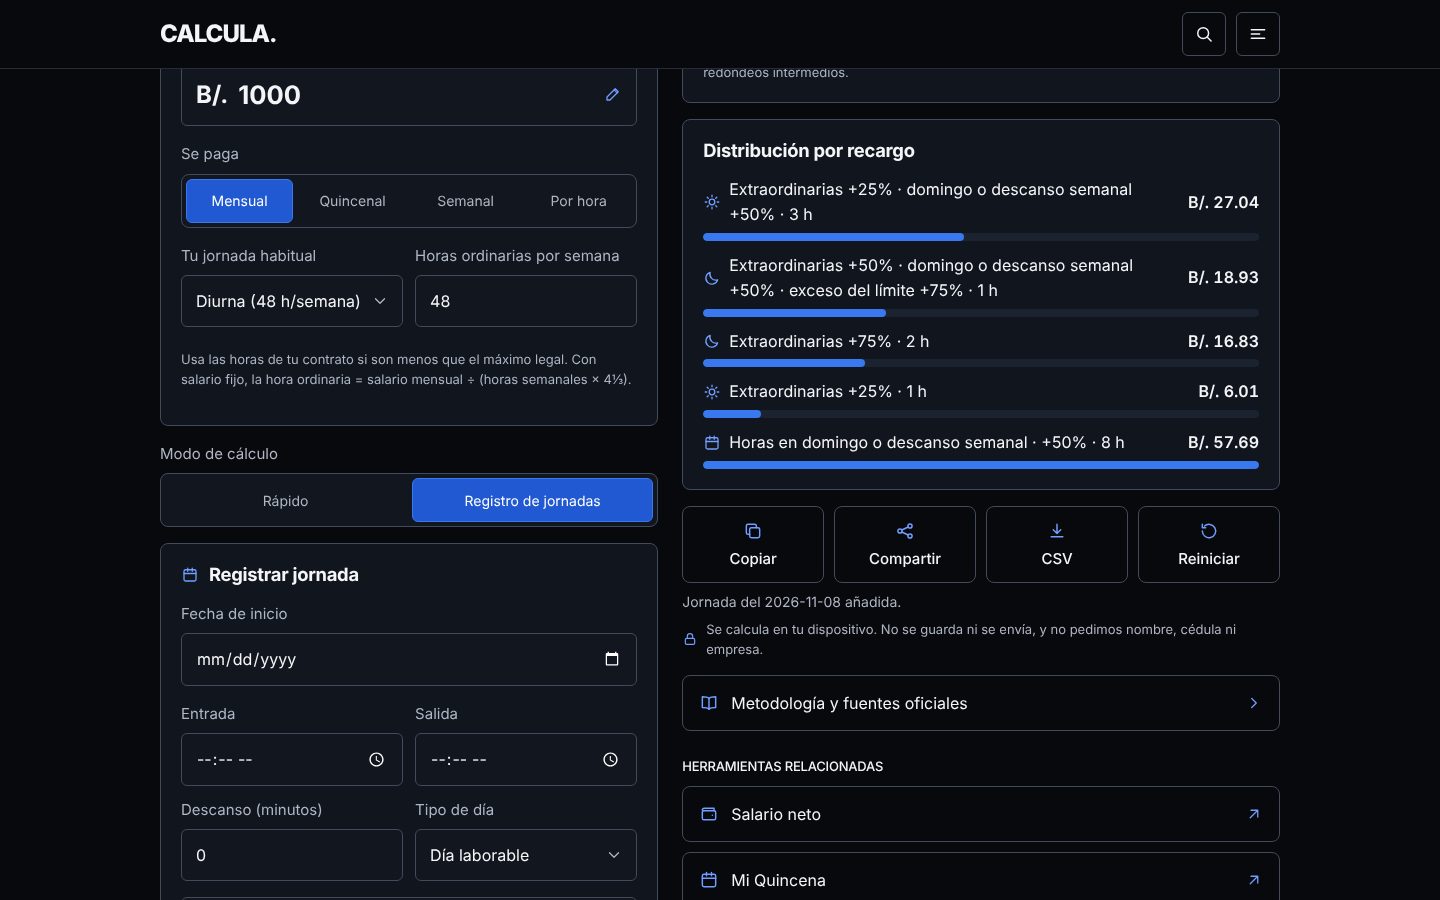 CALCULA.
B/. 1000
Se paga
Mensual
Quincenal
Semanal
Por hora
Tu jornada habitual
Horas ordinarias por semana
Diurna (48 h/semana)
48
Usa las horas de tu contrato si son menos que el máximo legal. Con
salario fijo, la hora ordinaria = salario mensual ÷ (horas semanales × 4⅓).
Modo de cálculo
Rápido
Registro de jornadas
Registrar jornada
Fecha de inicio
mm/dd/yyyy
Entrada
Salida
--:-- --
--:-- --
Descanso (minutos)
Tipo de día
0
Día laborable
redondeos intermedios.
Distribución por recargo
Extraordinarias +25% · domingo o descanso semanal
+50% · 3 h
B/. 27.04
Extraordinarias +50% · domingo o descanso semanal
+50% · exceso del límite +75% · 1 h
B/. 18.93
Extraordinarias +75% · 2 h
B/. 16.83
Extraordinarias +25% · 1 h
B/. 6.01
Horas en domingo o descanso semanal · +50% · 8 h
B/. 57.69
Copiar
Compartir
CSV
Reiniciar
Jornada del 2026-11-08 añadida.
Se calcula en tu dispositivo. No se guarda ni se envía, y no pedimos nombre, cédula ni
empresa.
Metodología y fuentes oficiales
HERRAMIENTAS RELACIONADAS
Salario neto
Mi Quincena